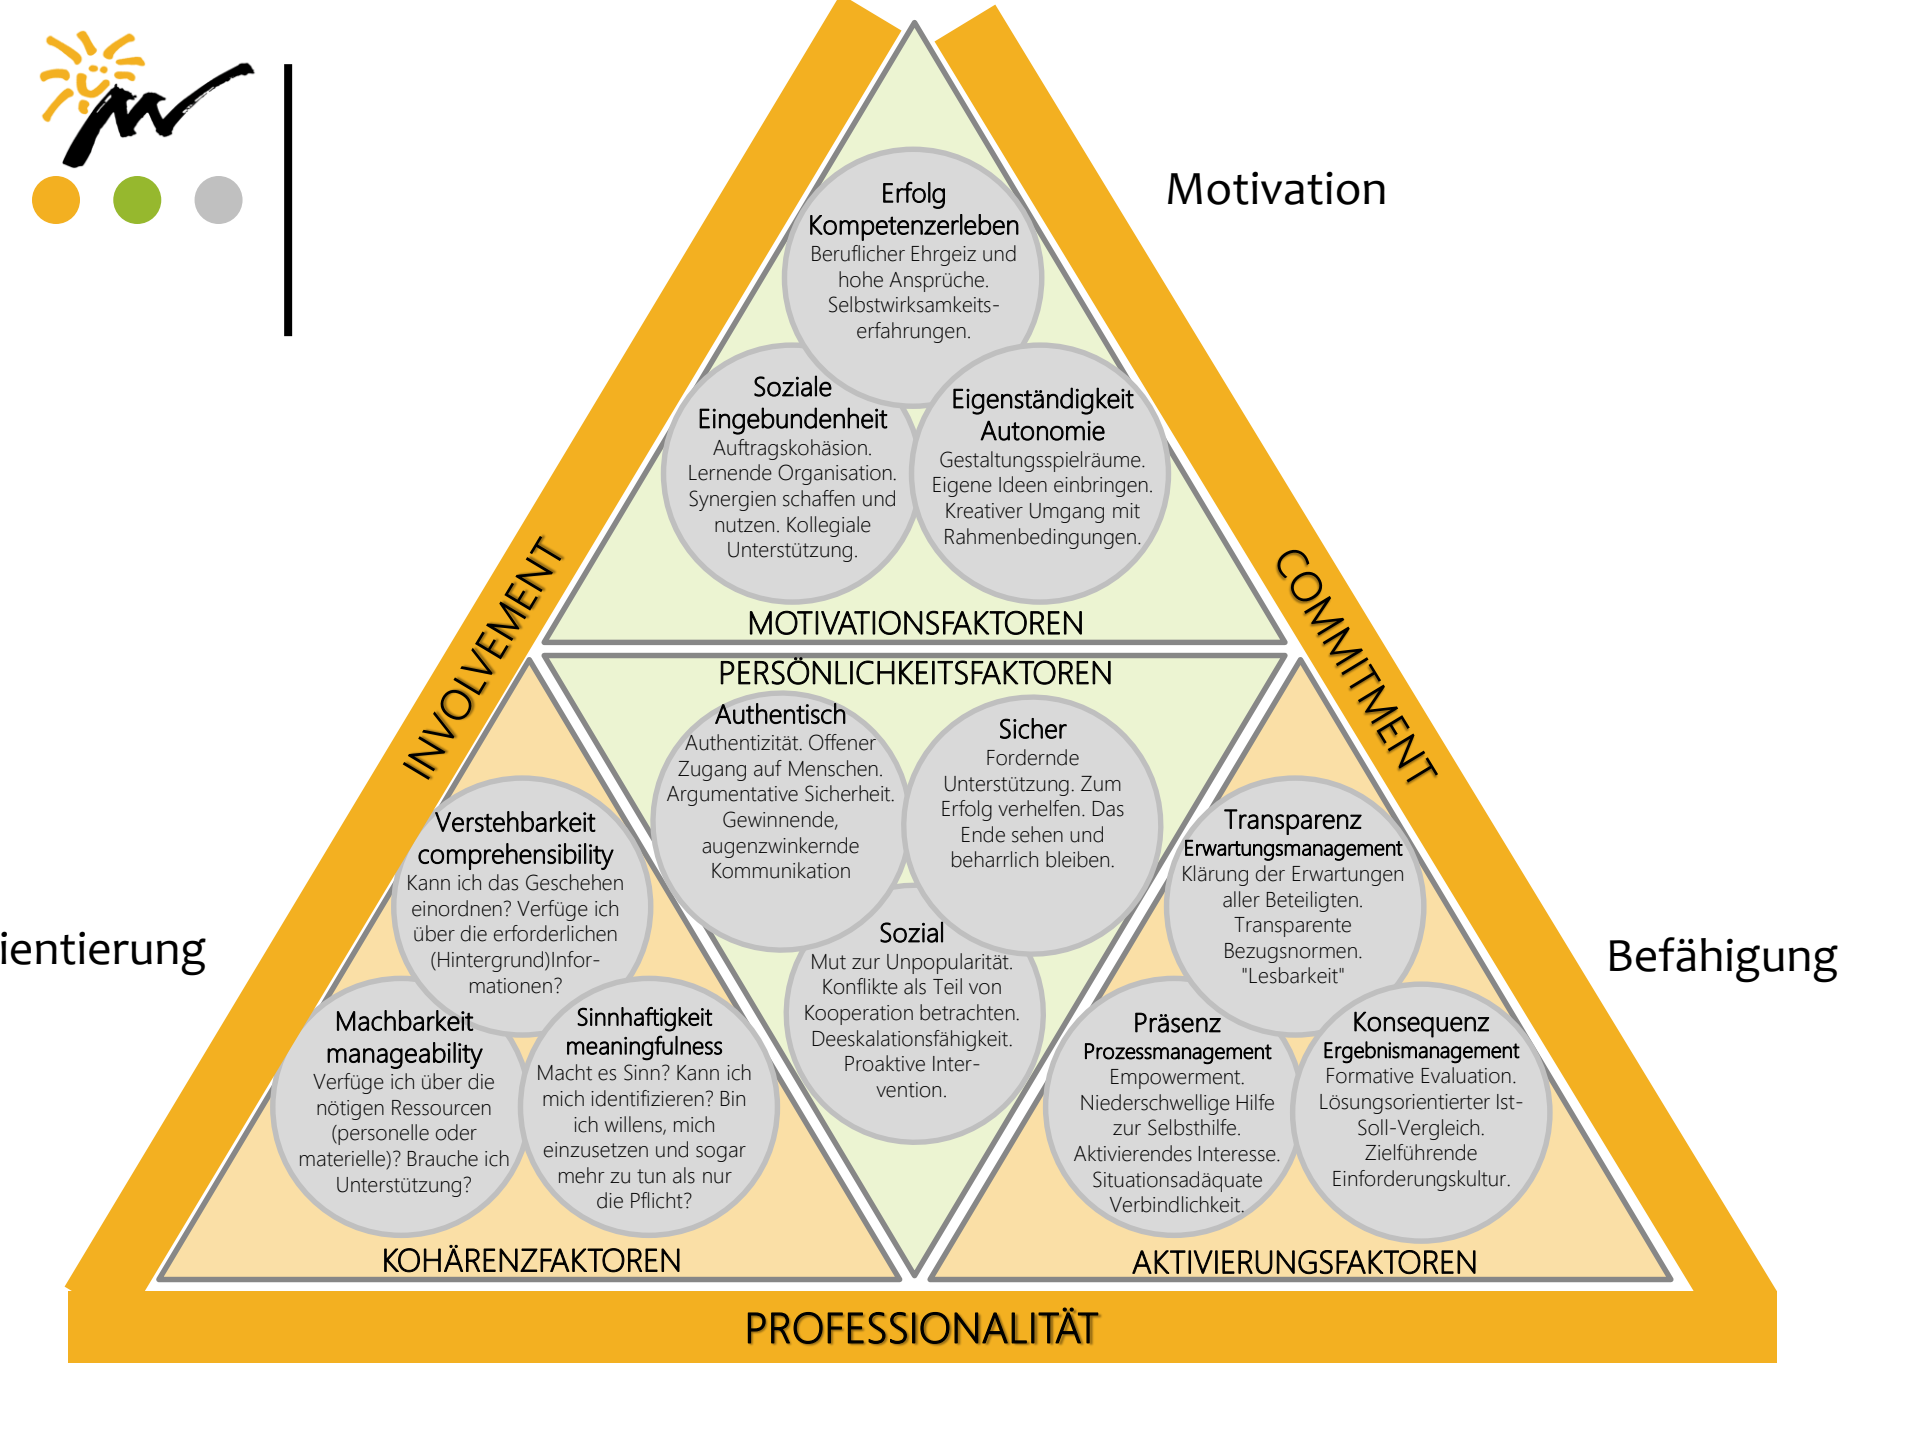 Motivation
Erfolg
Kompetenzerleben
Beruflicher Ehrgeiz und
hohe Ansprüche.
Selbstwirksamkeits-
erfahrungen.
Soziale
Eingebundenheit
Auftragskohäsion.
Lernende Organisation.
Synergien schaffen und
nutzen. Kollegiale
Unterstützung.
Eigenständigkeit
Autonomie
Gestaltungsspielräume.
Eigene Ideen einbringen.
Kreativer Umgang mit
Rahmenbedingungen.
MOTIVATIONSFAKTOREN
INVOLVEMENT
COMMITMENT
PERSÖNLICHKEITSFAKTOREN
Authentisch
Authentizität. Offener
Zugang auf Menschen.
Argumentative Sicherheit.
Gewinnende,
augenzwinkernde
Kommunikation
Sicher
Fordernde
Unterstützung. Zum
Erfolg verhelfen. Das
Ende sehen und
beharrlich bleiben.
Sozial
Mut zur Unpopularität.
Konflikte als Teil von
Kooperation betrachten.
Deeskalationsfähigkeit.
Proaktive Inter-
vention.
ientierung
Verstehbarkeit
comprehensibility
Kann ich das Geschehen
einordnen? Verfüge ich
über die erforderlichen
(Hintergrund)Infor-
mationen?
Machbarkeit
manageability
Verfüge ich über die
nötigen Ressourcen
(personelle oder
materielle)? Brauche ich
Unterstützung?
Sinnhaftigkeit
meaningfulness
Macht es Sinn? Kann ich
mich identifizieren? Bin
ich willens, mich
einzusetzen und sogar
mehr zu tun als nur
die Pflicht?
KOHÄRENZFAKTOREN
Befähigung
Transparenz
Erwartungsmanagement
Klärung der Erwartungen
aller Beteiligten.
Transparente
Bezugsnormen.
"Lesbarkeit"
Präsenz
Prozessmanagement
Empowerment.
Niederschwellige Hilfe
zur Selbsthilfe.
Aktivierendes Interesse.
Situationsadäquate
Verbindlichkeit.
Konsequenz
Ergebnismanagement
Formative Evaluation.
Lösungsorientierter Ist-
Soll-Vergleich.
Zielführende
Einforderungskultur.
AKTIVIERUNGSFAKTOREN
PROFESSIONALITÄT